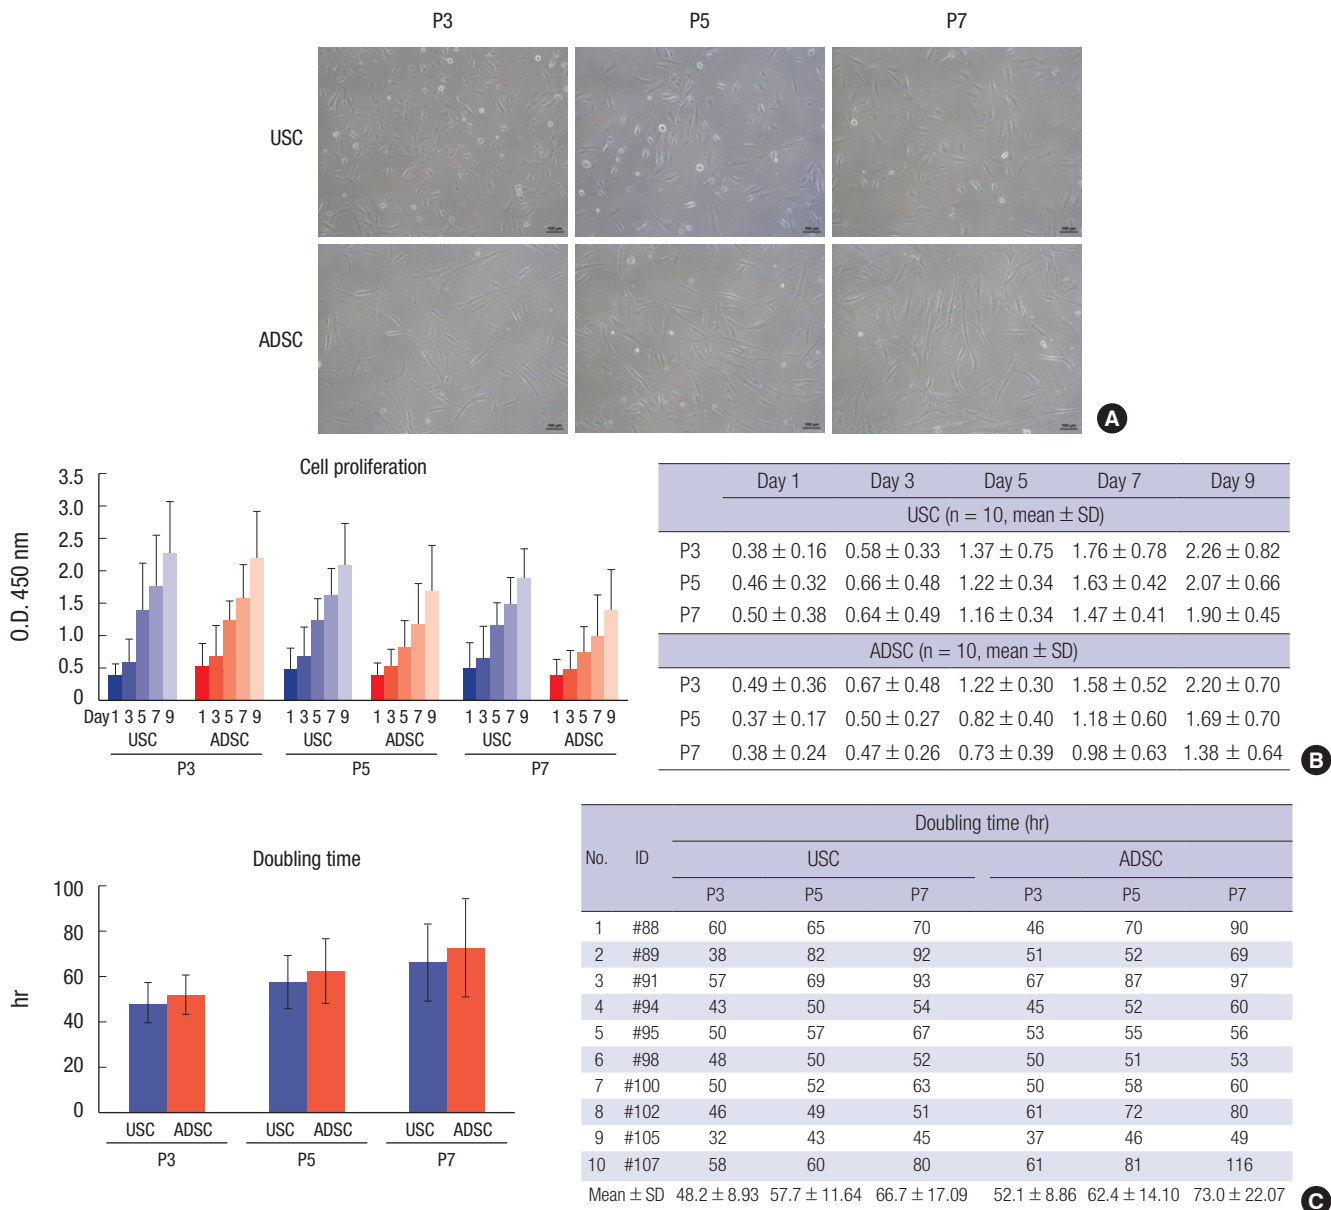 P3 P5 P7
USC
ADSC
100 μm 100 μm 100 μm
100 μm 100 μm 100 μm
A
Cell proliferation
O.D. 450 nm
3.5
3.0
2.5
2.0
1.5
1.0
0.5
0
Day 1 3 5 7 9 1 3 5 7 9 1 3 5 7 9 1 3 5 7 9 1 3 5 7 9 1 3 5 7 9
USC ADSC USC ADSC USC ADSC
P3 P5 P7
Day 1 Day 3 Day 5 Day 7 Day 9
USC (n = 10, mean ± SD)
P3 0.38 ± 0.16 0.58 ± 0.33 1.37 ± 0.75 1.76 ± 0.78 2.26 ± 0.82
P5 0.46 ± 0.32 0.66 ± 0.48 1.22 ± 0.34 1.63 ± 0.42 2.07 ± 0.66
P7 0.50 ± 0.38 0.64 ± 0.49 1.16 ± 0.34 1.47 ± 0.41 1.90 ± 0.45
ADSC (n = 10, mean ± SD)
P3 0.49 ± 0.36 0.67 ± 0.48 1.22 ± 0.30 1.58 ± 0.52 2.20 ± 0.70
P5 0.37 ± 0.17 0.50 ± 0.27 0.82 ± 0.40 1.18 ± 0.60 1.69 ± 0.70
P7 0.38 ± 0.24 0.47 ± 0.26 0.73 ± 0.39 0.98 ± 0.63 1.38 ± 0.64
B
Doubling time
hr
100
80
60
40
20
0
USC ADSC USC ADSC USC ADSC
P3 P5 P7
Doubling time (hr)
No. ID USC ADSC
P3 P5 P7 P3 P5 P7
1 #88 60 65 70 46 70 90
2 #89 38 82 92 51 52 69
3 #91 57 69 93 67 87 97
4 #94 43 50 54 45 52 60
5 #95 50 57 67 53 55 56
6 #98 48 50 52 50 51 53
7 #100 50 52 63 50 58 60
8 #102 46 49 51 61 72 80
9 #105 32 43 45 37 46 49
10 #107 58 60 80 61 81 116
Mean ± SD 48.2 ± 8.93 57.7 ± 11.64 66.7 ± 17.09 52.1 ± 8.86 62.4 ± 14.10 73.0 ± 22.07
C